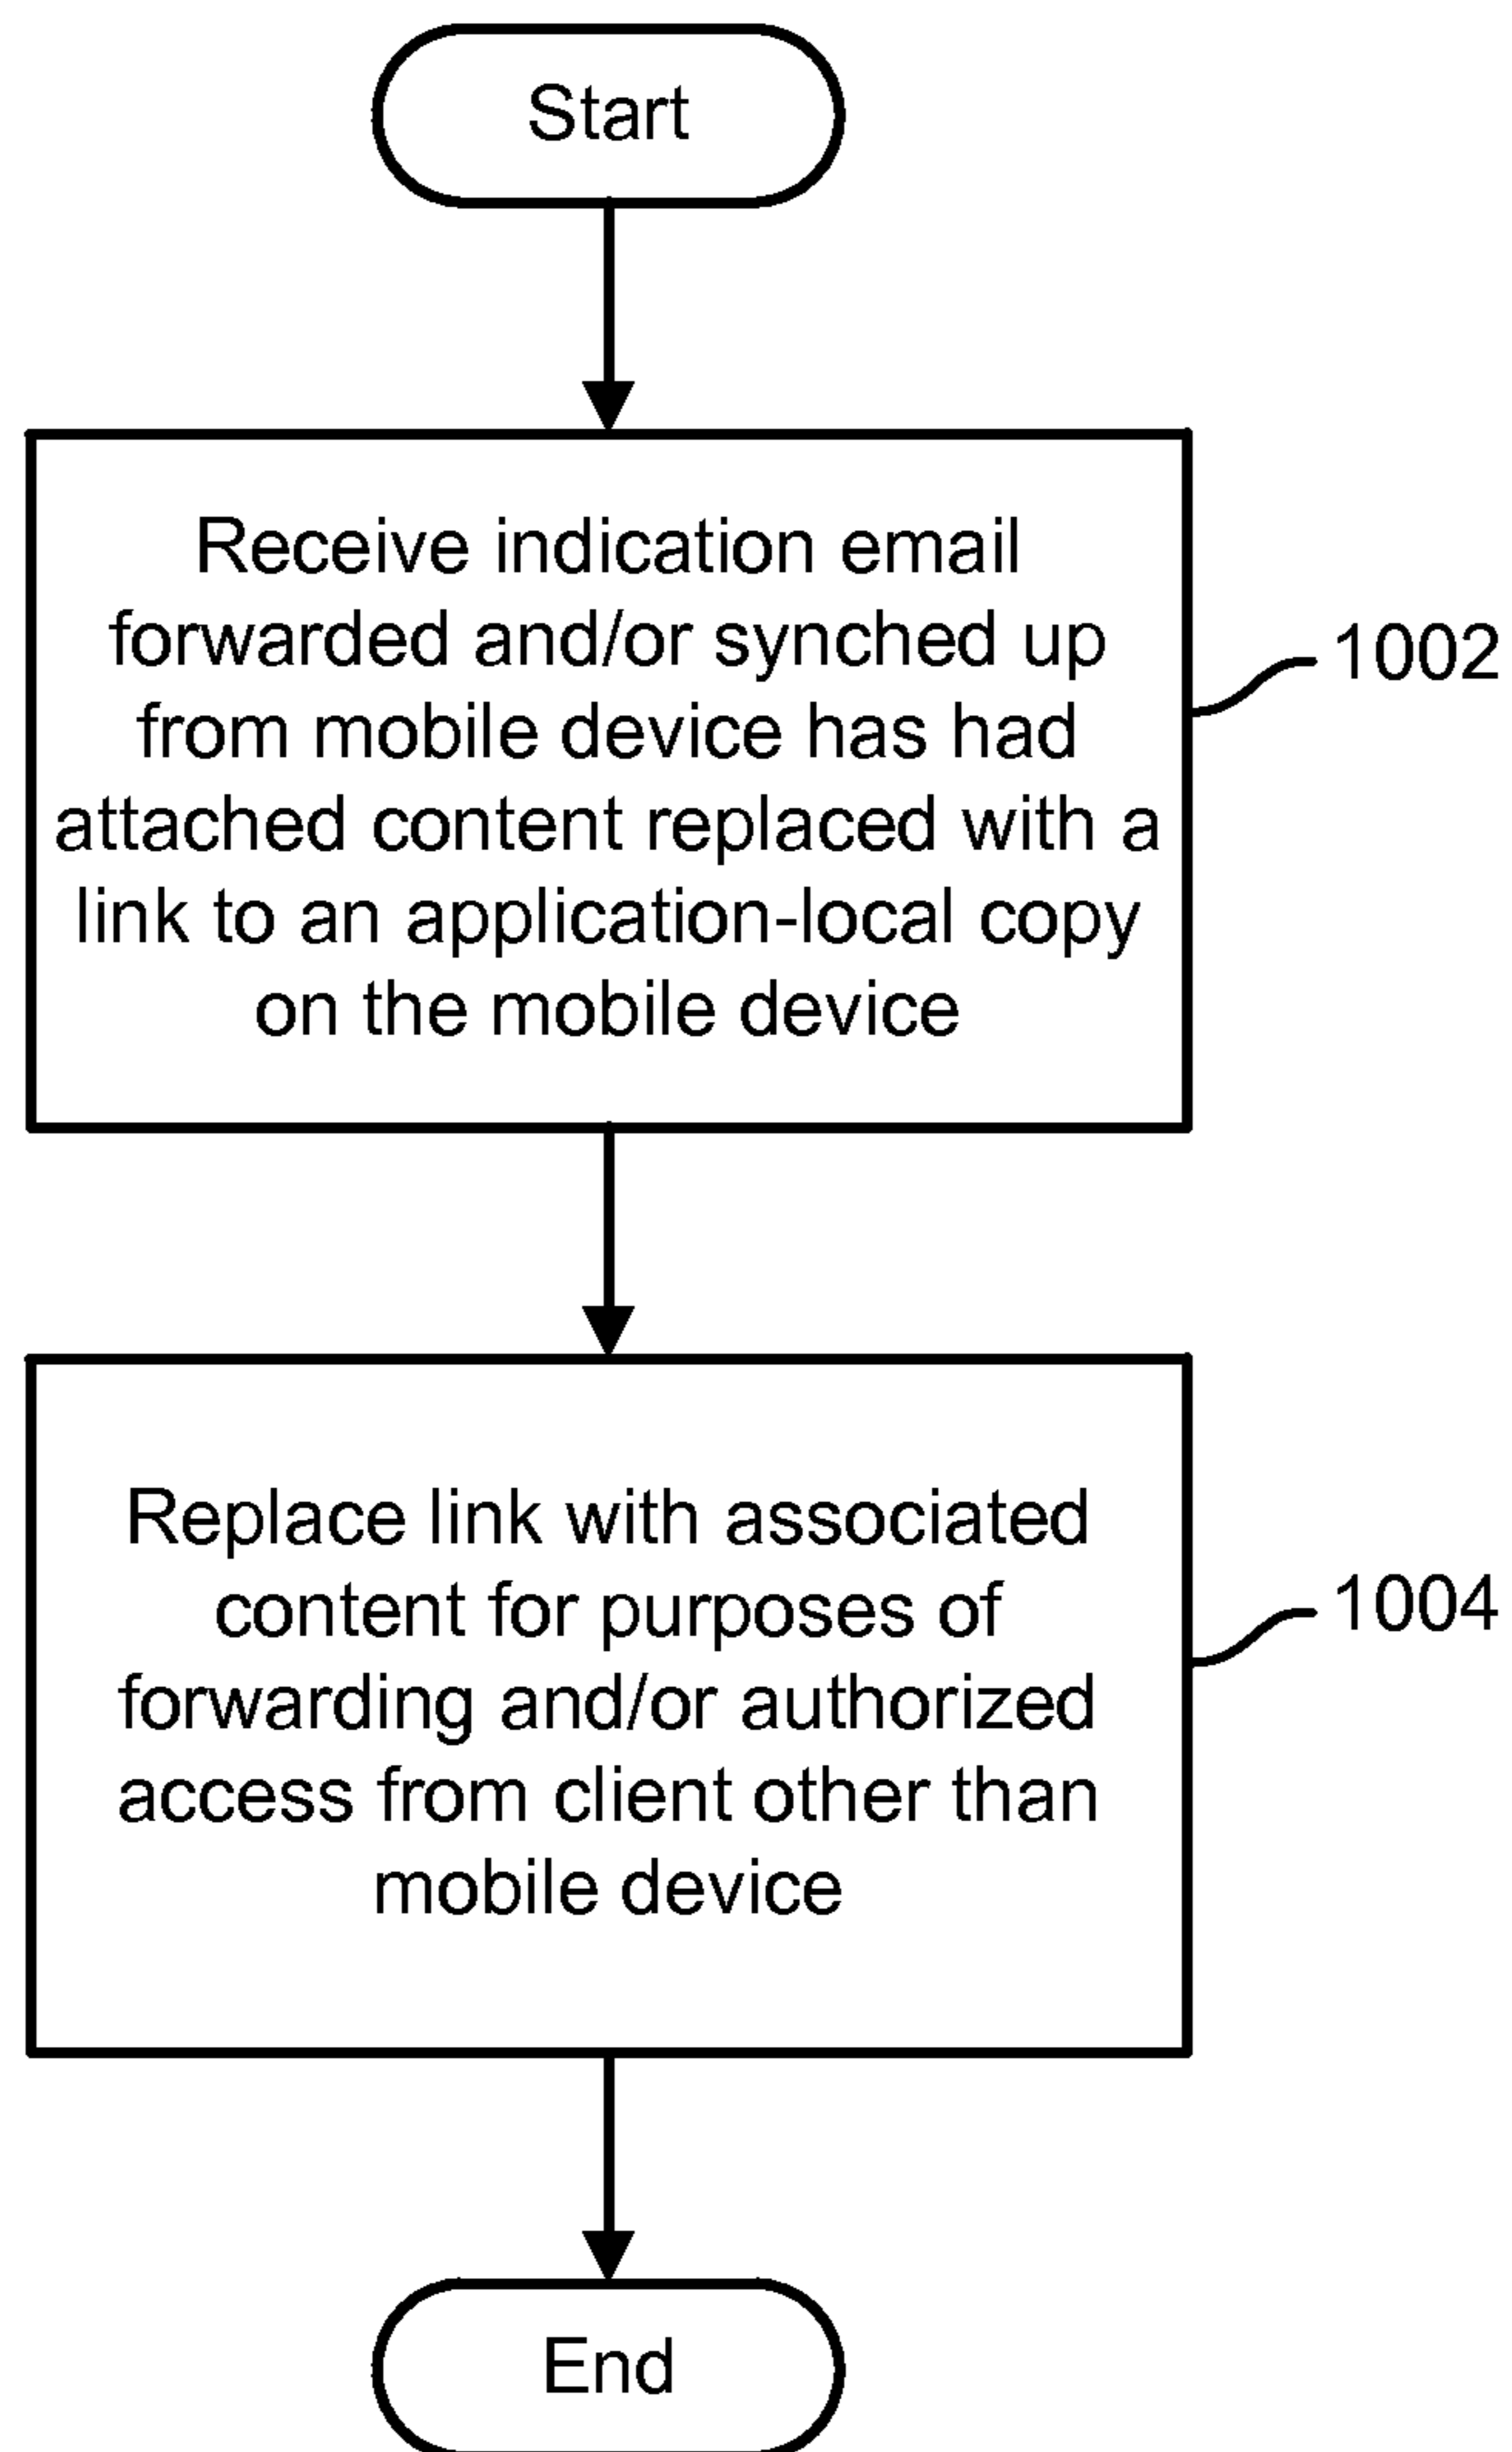 Start
Receive indication email
forwarded and/or synched up
from mobile device has had
attached content replaced with a
link to an application-local copy
on the mobile device
1002
Replace link with associated
content for purposes of
forwarding and/or authorized
access from client other than
mobile device
1004
End